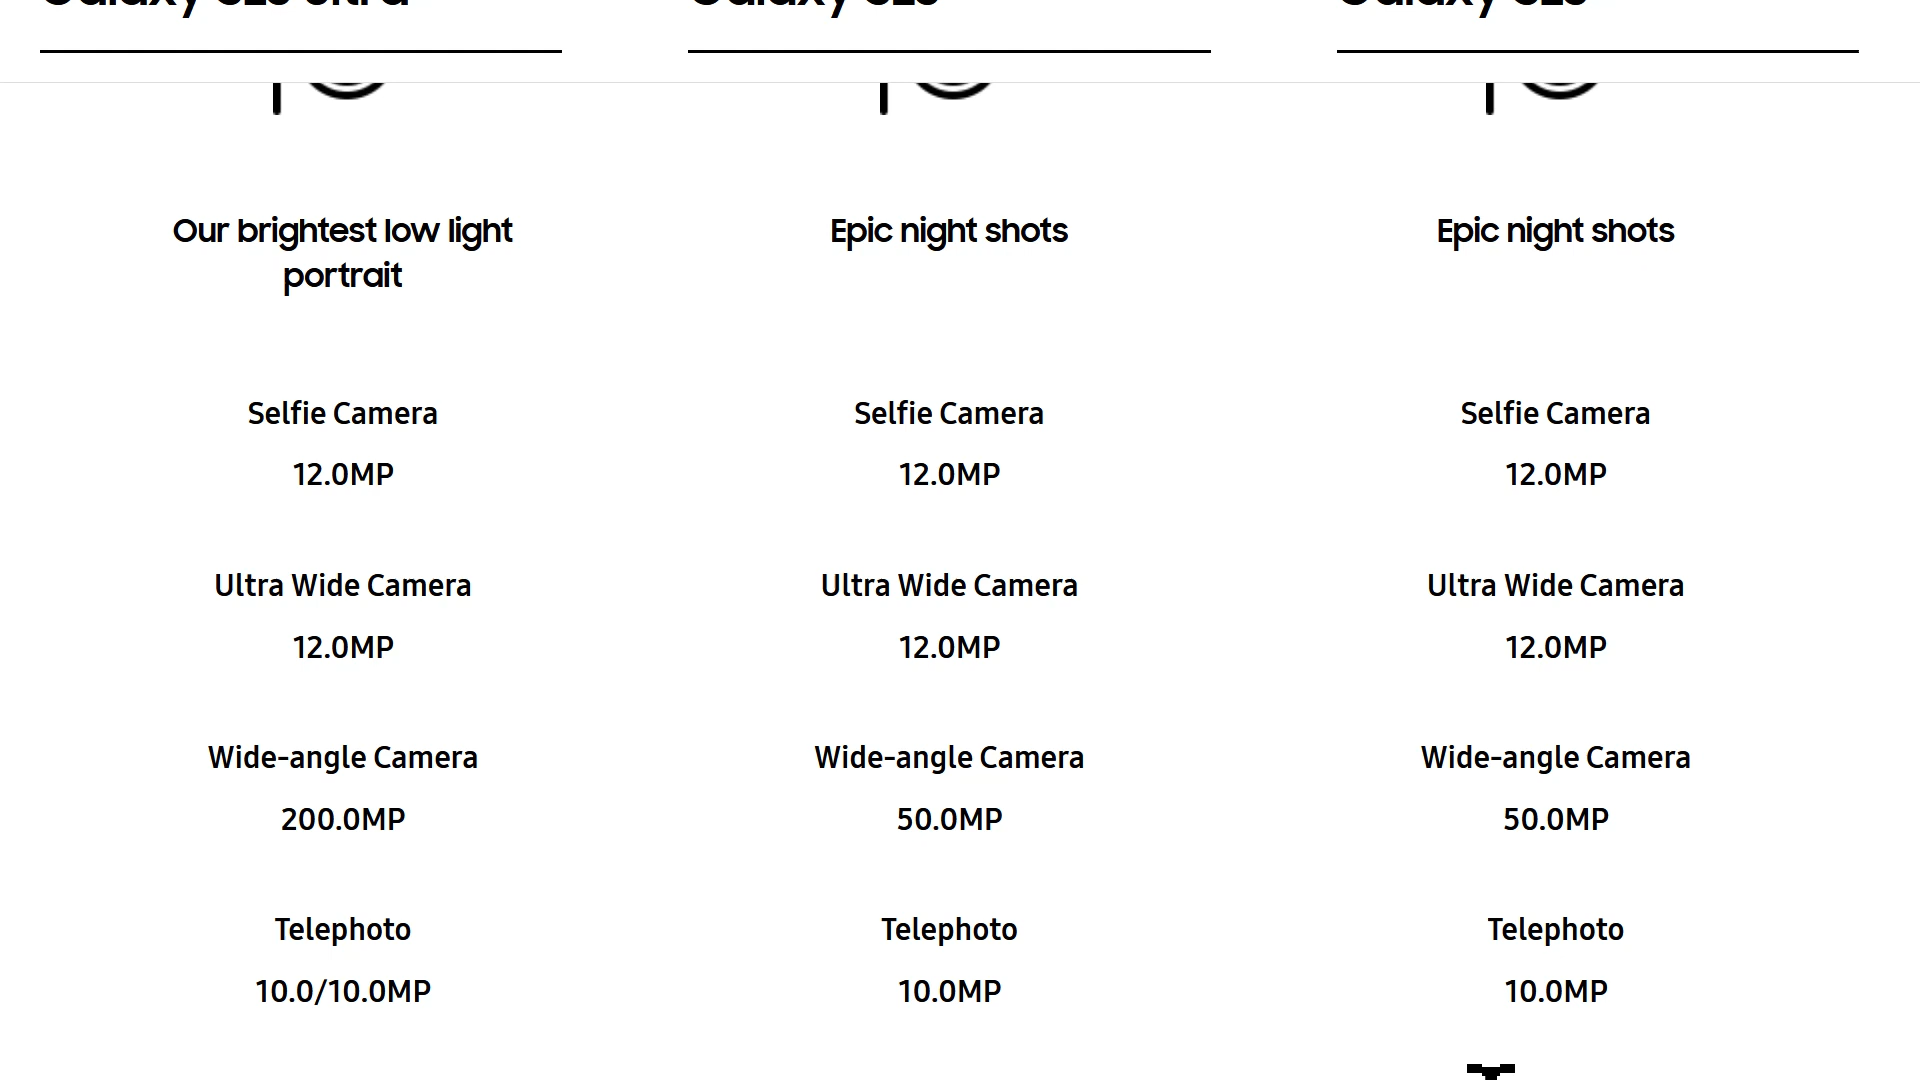 Our brightest low light
portrait
Selfie Camera
12.0MP
Ultra Wide Camera
12.0MP
Wide-angle Camera
200.0MP
Telephoto
10.0/10.0MP
Epic night shots
Selfie Camera
12.0MP
Ultra Wide Camera
12.0MP
Wide-angle Camera
50.0MP
Telephoto
10.0MP
Epic night shots
Selfie Camera
12.0MP
Ultra Wide Camera
12.0MP
Wide-angle Camera
50.0MP
Telephoto
10.0MP